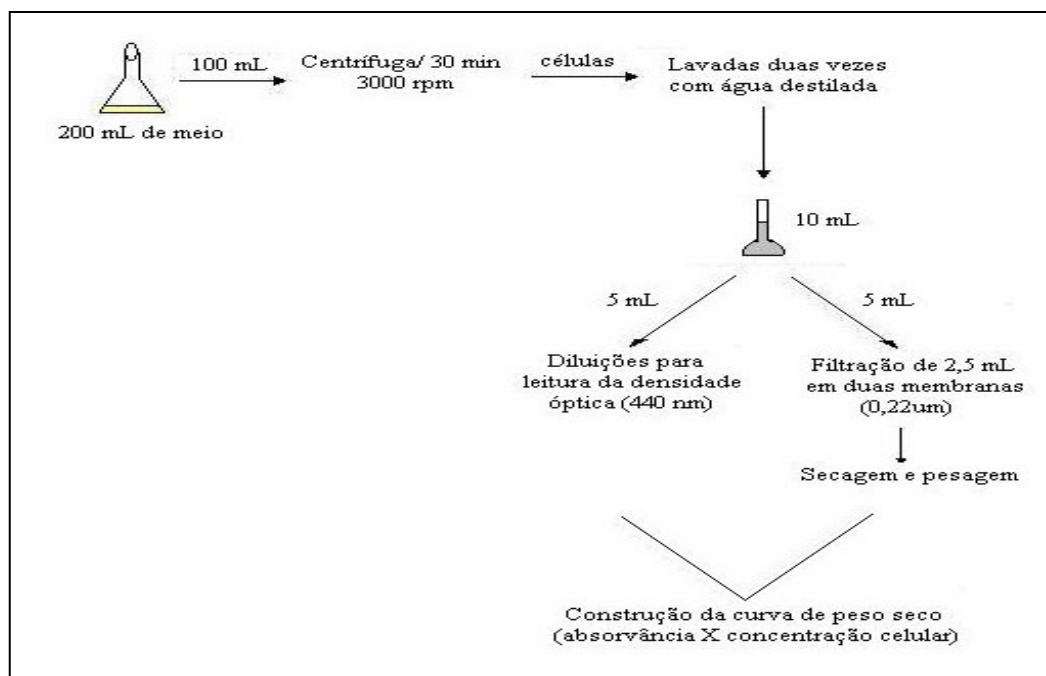 100 mL
Centrífuga/ 30 min
3000 rpm
células
Lavadas duas vezes
com água destilada
200 mL de meio
10 mL
5 mL
5 mL
Diluições para
leitura da densidade
óptica (440 nm)
Filtração de 2,5 mL
em duas membranas
(0,22um)
Secagem e pesagem
Construção da curva de peso seco
(absorvância X concentração celular)